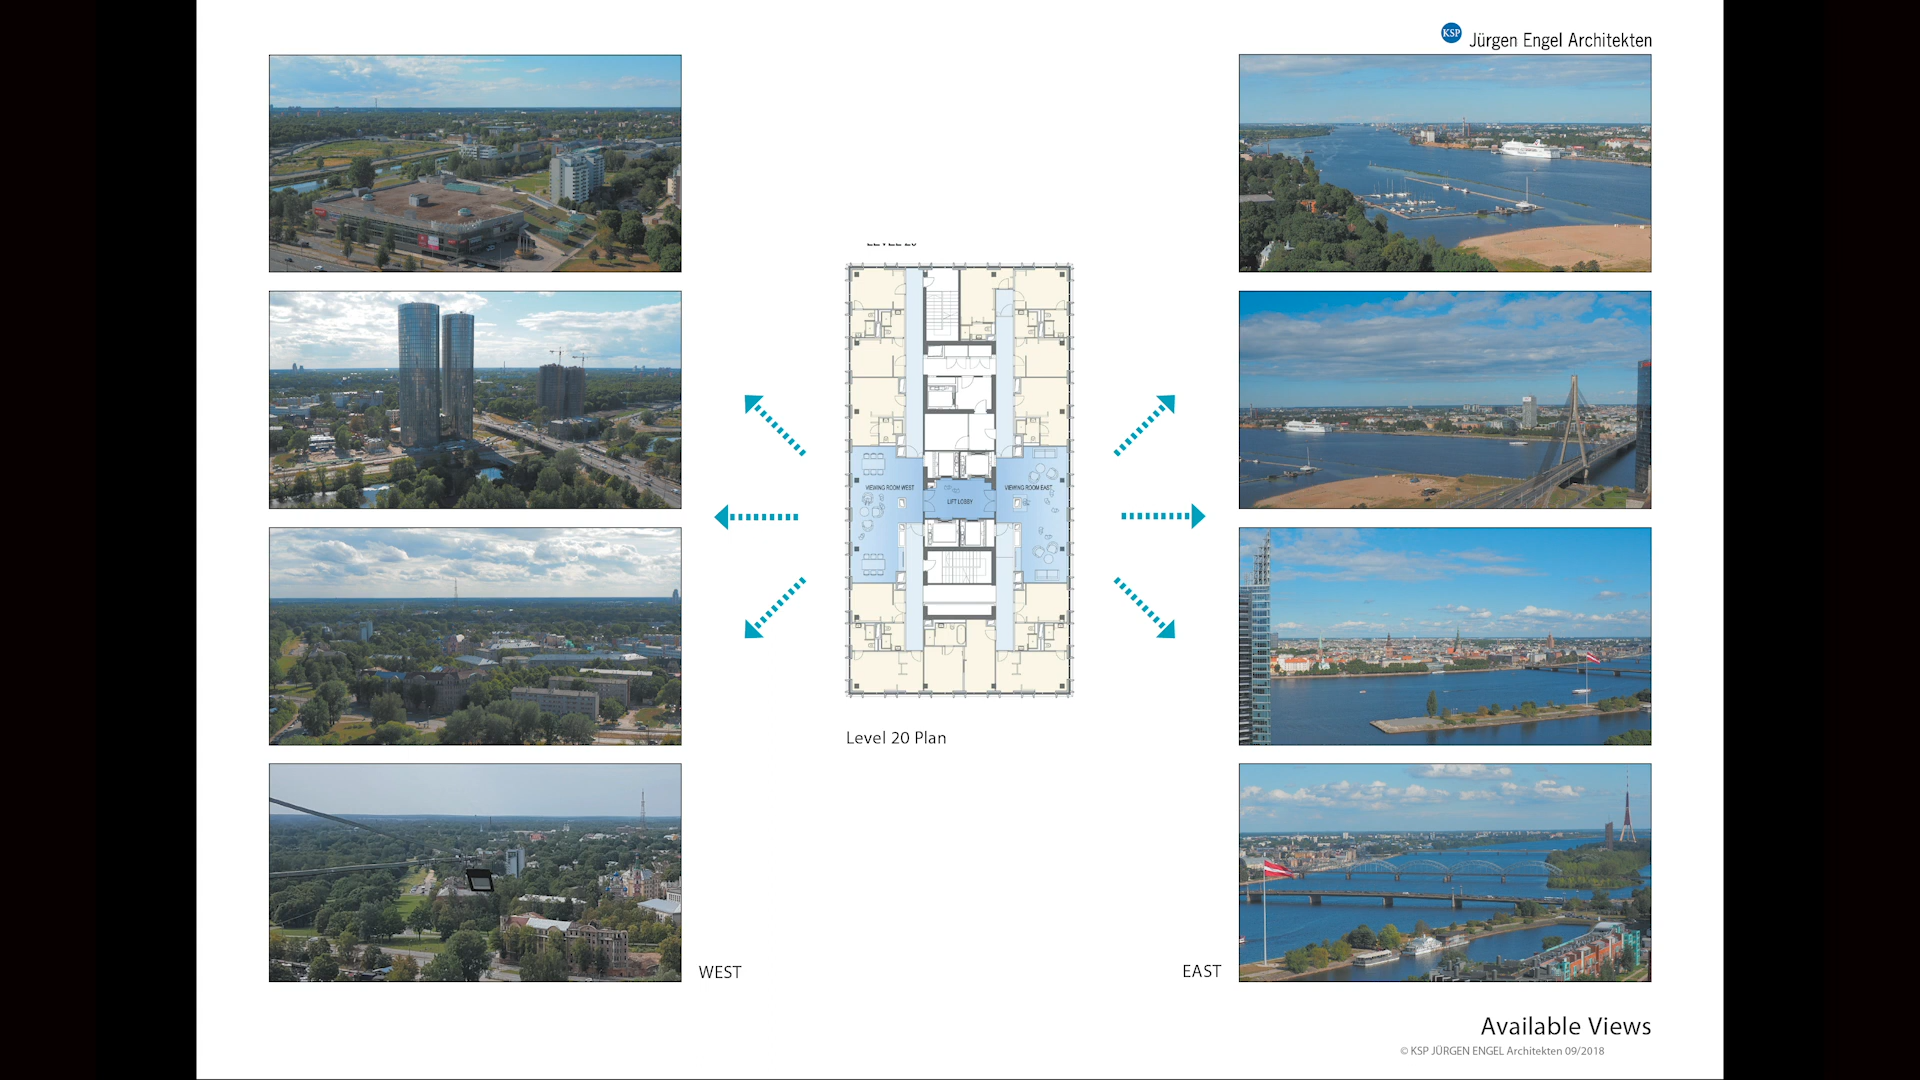 KSP Jürgen Engel Architekten
VIEWING ROOM WEST
LIFT LOBBY
VIEWING ROOM EAST
Level 20 Plan
WEST
EAST
Available Views
© KSP JÜRGEN ENGEL Architekten 09/2018